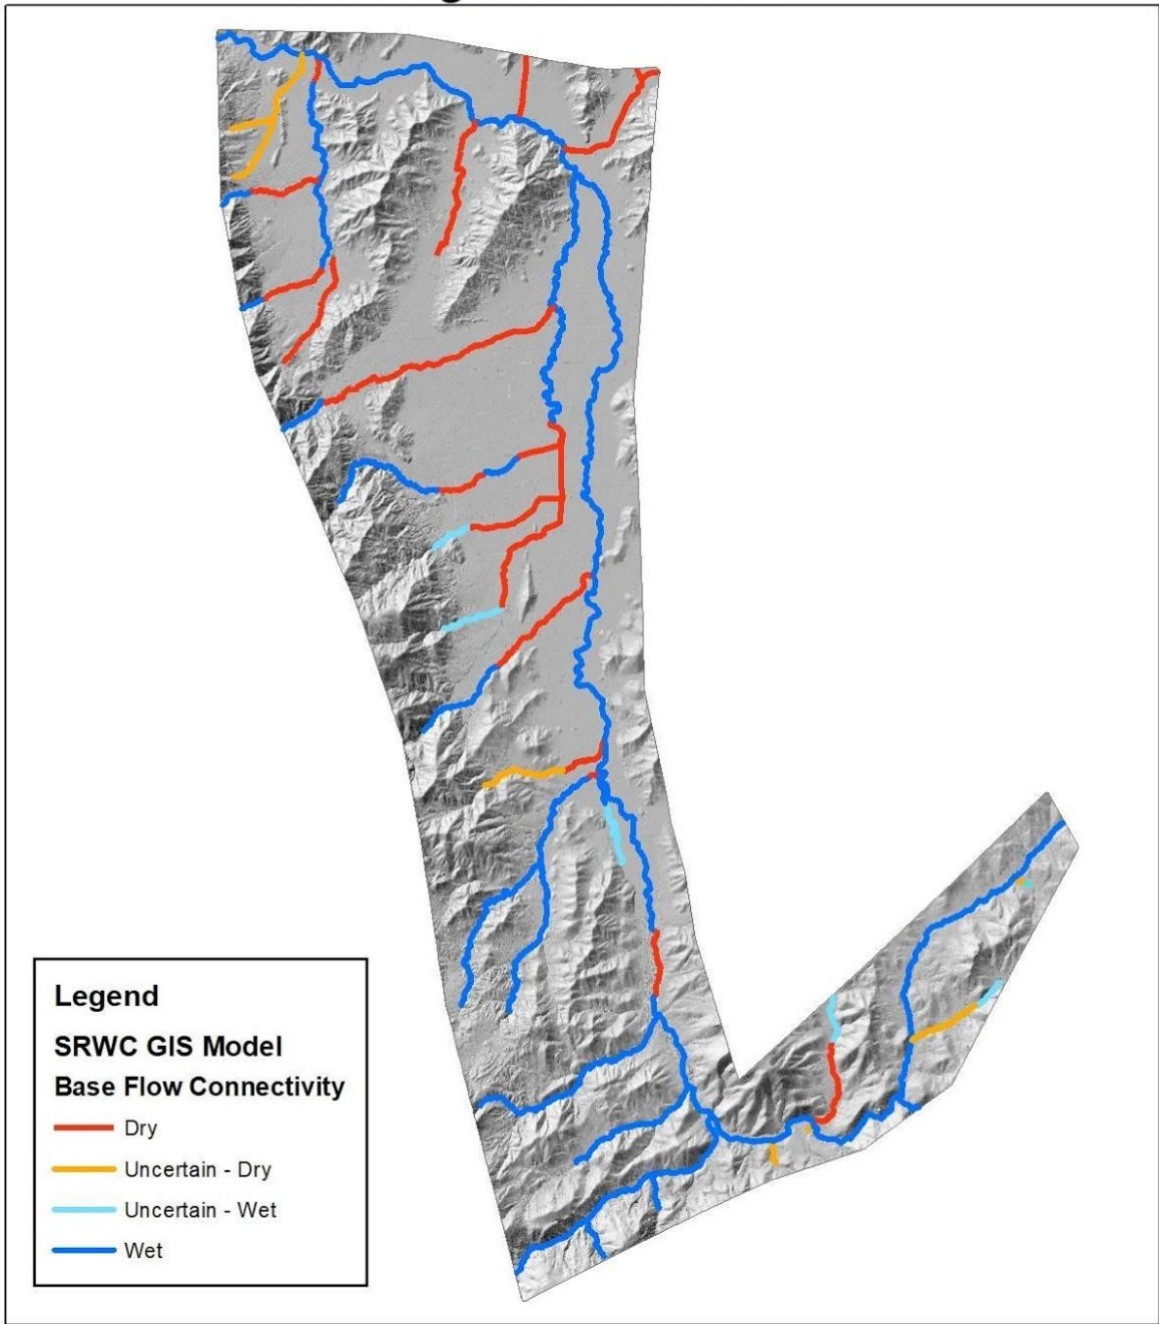 Legend
SRWC GIS Model
Base Flow Connectivity
Dry
Uncertain - Dry
Uncertain - Wet
Wet